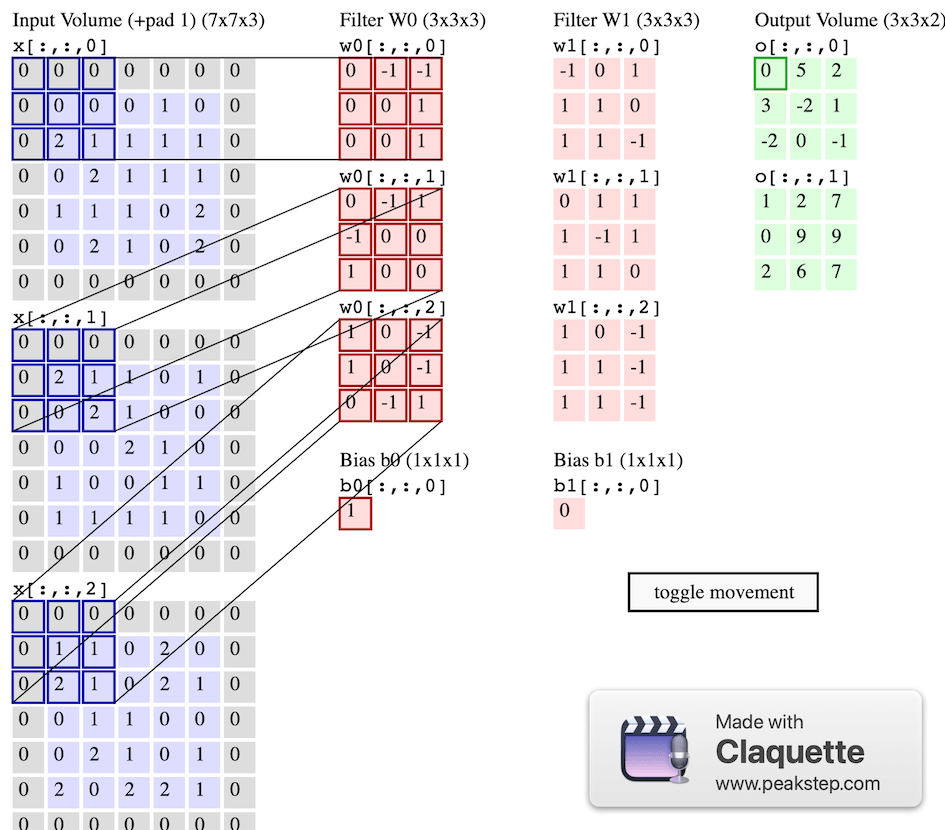 Input Volume (+pad 1) (7x7x3)
x[:,:,0]
0 0 0 0 0 0 0
0 0 0 0 1 0 0
0 2 1 1 1 1 0
0 0 2 1 1 1 0
0 1 1 1 0 2 0
0 0 2 1 0 2 0
0 0 0 0 0 0 0
x[:,:,1]
0 0 0 0 0 0 0
0 2 1 1 0 1 0
0 0 2 1 0 0 0
0 0 0 2 1 0 0
0 1 0 0 1 1 0
0 1 1 1 1 0 0
0 0 0 0 0 0 0
x[:,:,2]
0 0 0 0 0 0 0
0 1 1 0 2 0 0
0 2 1 0 2 1 0
0 0 1 1 0 0 0
0 0 2 1 0 1 0
0 2 0 2 2 1 0
0 0 0 0 0 0 0
Filter W0 (3x3x3)
w0[:,:,0]
0 -1 -1
0 0 1
0 0 1
w0[:,:,1]
0 -1 1
-1 0 0
1 0 0
w0[:,:,2]
1 0 -1
1 0 -1
0 -1 1
Bias b0 (1x1x1)
b0[:,:,0]
1
Filter W1 (3x3x3)
w1[:,:,0]
-1 0 1
1 1 0
1 1 -1
w1[:,:,1]
0 1 1
1 -1 1
1 1 0
w1[:,:,2]
1 0 -1
1 1 -1
1 1 -1
Bias b1 (1x1x1)
b1[:,:,0]
0
Output Volume (3x3x2)
o[:,:,0]
0 5 2
3 -2 1
-2 0 -1
o[:,:,1]
1 2 7
0 9 9
2 6 7
toggle movement
Made with
Claquette
www.peakstep.com